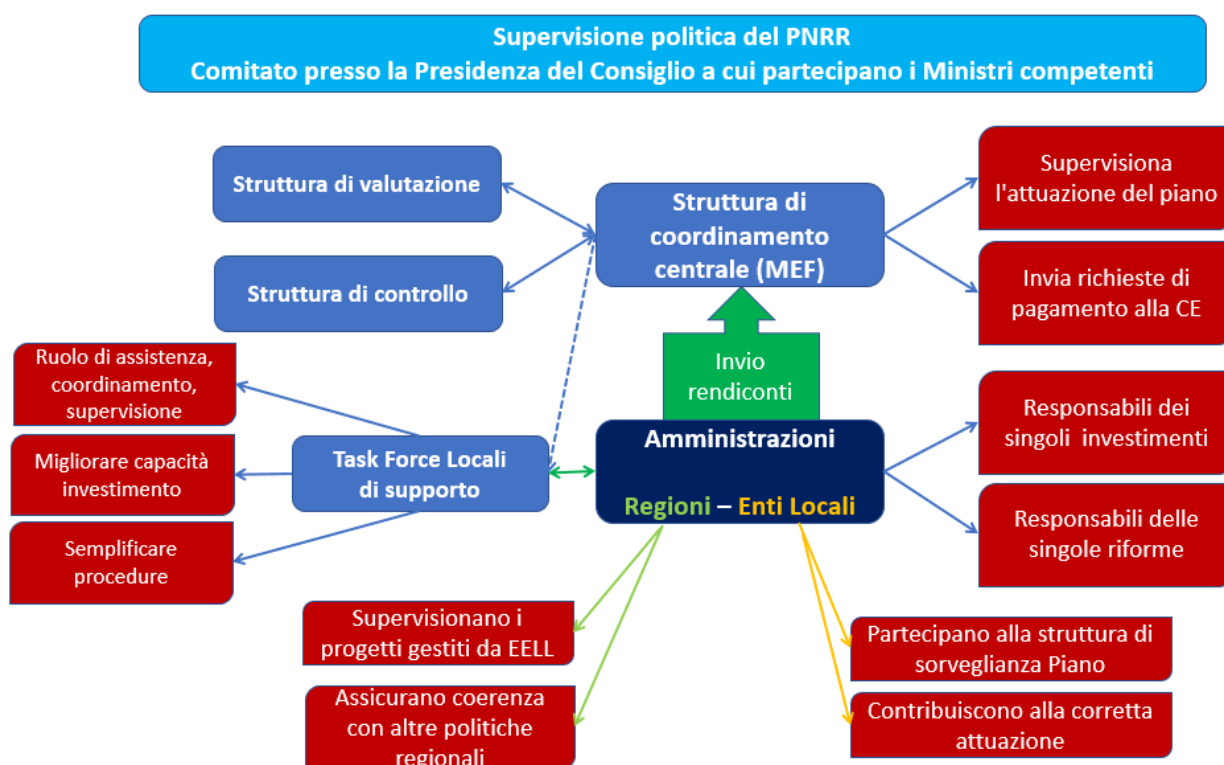 Supervisione politica del PNRR
Comitato presso la Presidenza del Consiglio a cui partecipano i Ministri competenti
Struttura di valutazione
Struttura di controllo
Struttura di
coordinamento
centrale (MEF)
Supervisiona
l'attuazione del piano
Invia richieste di
pagamento alla CE
Invio
rendiconti
Ruolo di assistenza,
coordinamento,
supervisione
Migliorare capacità
investimento
Semplificare
procedure
Task Force Locali
di supporto
Amministrazioni
Regioni – Enti Locali
Responsabili dei
singoli investimenti
Responsabili delle
singole riforme
Supervisionano i
progetti gestiti da EELL
Assicurano coerenza
con altre politiche
regionali
Partecipano alla struttura di
sorveglianza Piano
Contribuiscono alla corretta
attuazione